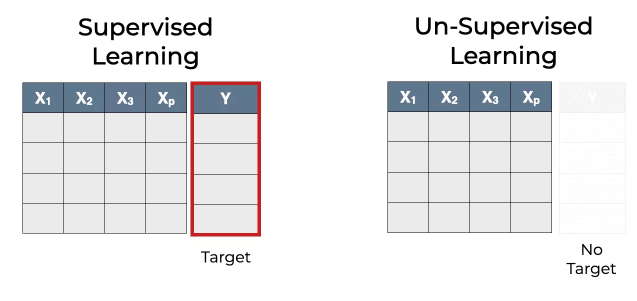 Supervised
Learning
X1 X2 X3 Xp Y
Target
Un-Supervised
Learning
X1 X2 X3 Xp Y
No
Target